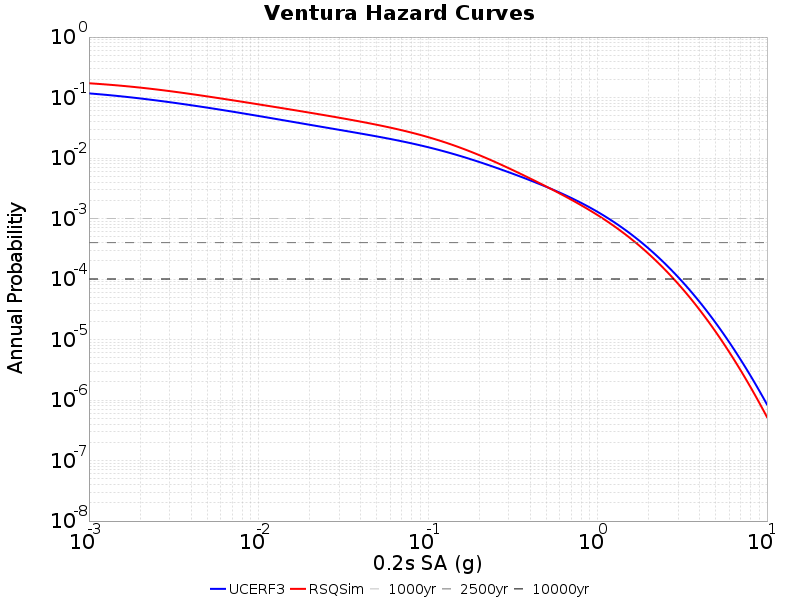 Ventura Hazard Curves
Annual Probabilitiy
10^0
10^-1
10^-2
10^-3
10^-4
10^-5
10^-6
10^-7
10^-8
10^-3 10^-2 10^-1 10^0 10^1
0.2s SA (g)
UCERF3 RSQSim 1000yr 2500yr 10000yr